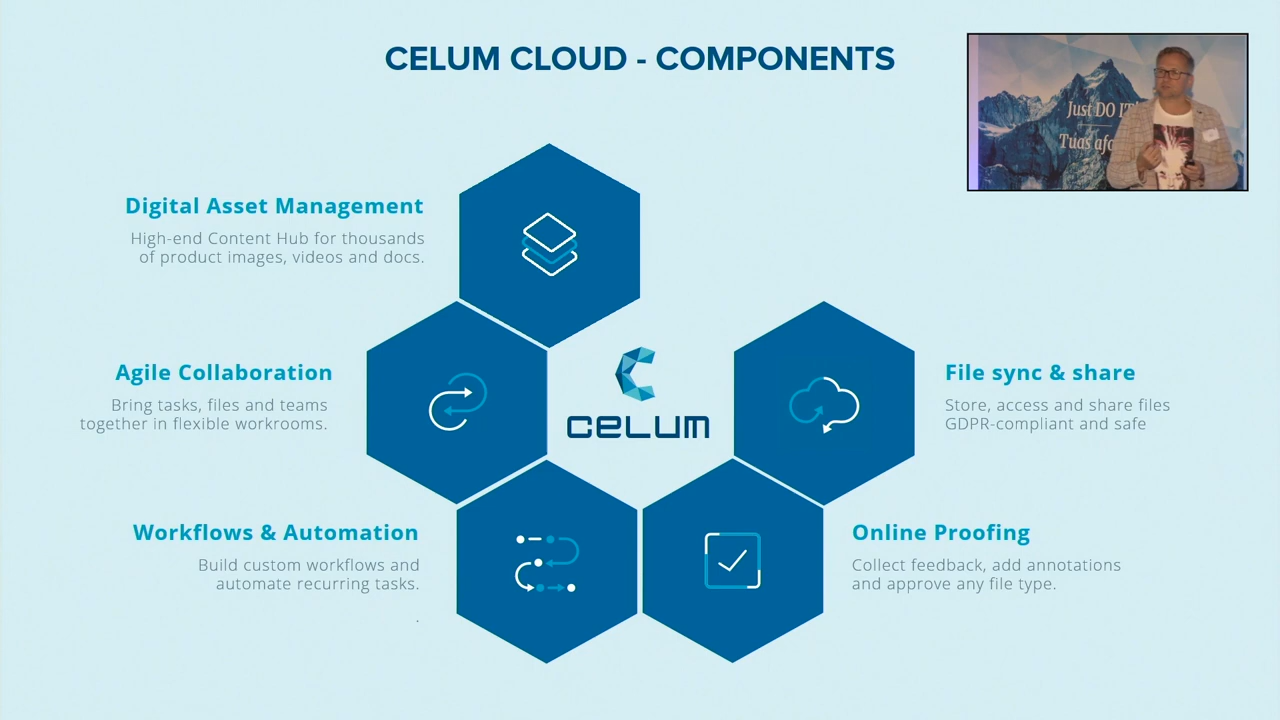 CELUM CLOUD - COMPONENTS
Just DO IT
Tuas
Digital Asset Management
High-end Content Hub for thousands
of product images, videos and docs.
Agile Collaboration
Bring tasks, files and teams
together in flexible workrooms.
CELUM
File sync & share
Store, access and share files
GDPR-compliant and safe
Workflows & Automation
Build custom workflows and
automate recurring tasks.
.
Online Proofing
Collect feedback, add annotations
and approve any file type.